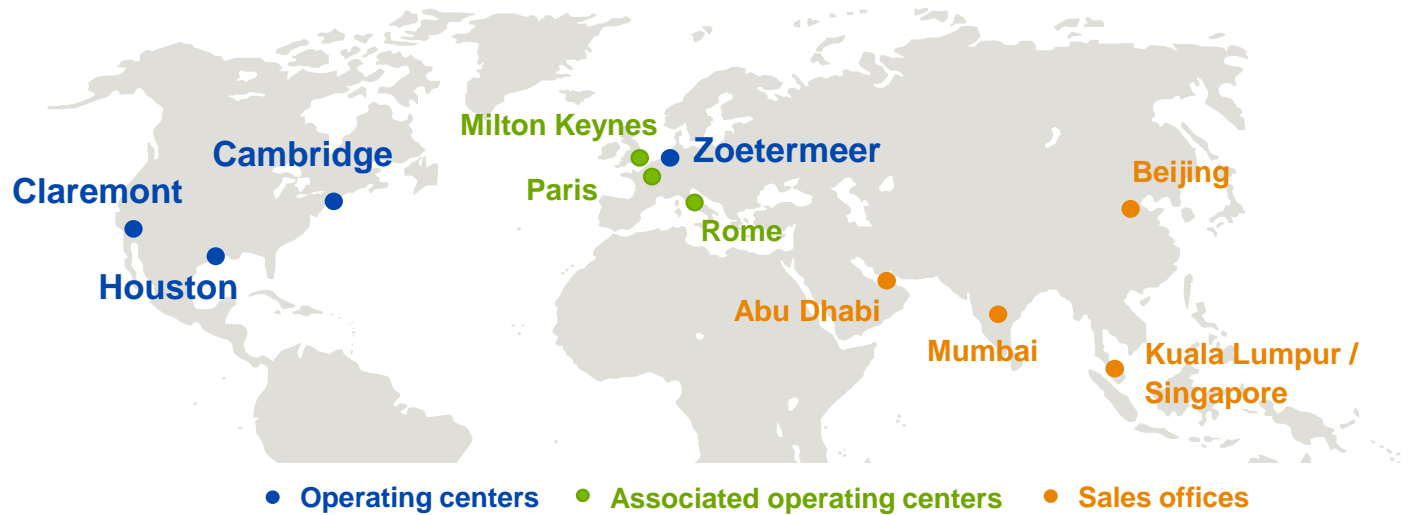 Milton Keynes
Cambridge
Zoetermeer
Beijing
Claremont
Paris
Rome
Houston
Abu Dhabi
Mumbai
Kuala Lumpur /
Singapore
Operating centers
Associated operating centers
Sales offices